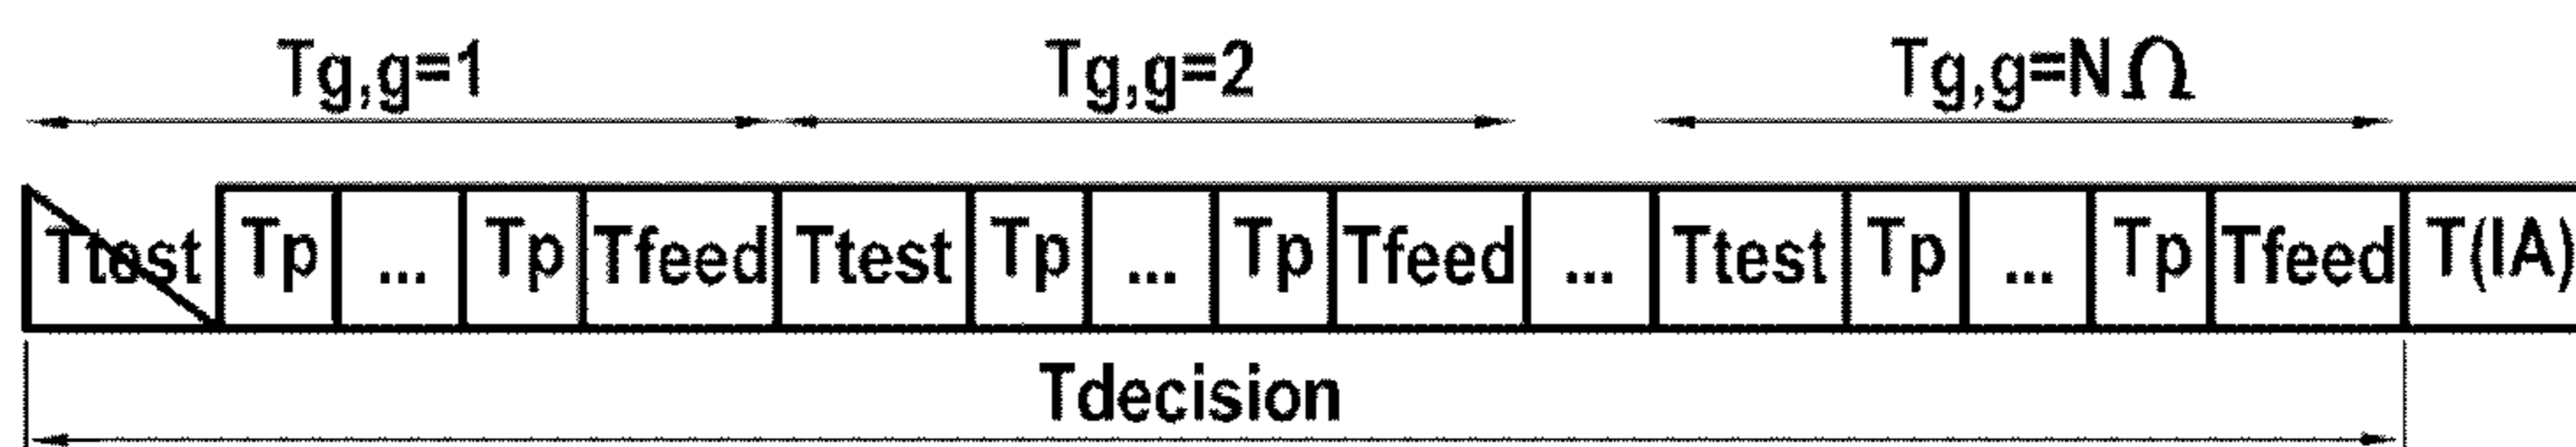 Tg,g=1 Tg,g=2 Tg,g=NΩ
Ttest Tp ... Tp Tfeed Ttest Tp ... Tp Tfeed ... Ttest Tp ... Tp Tfeed T(IA)
Tdecision